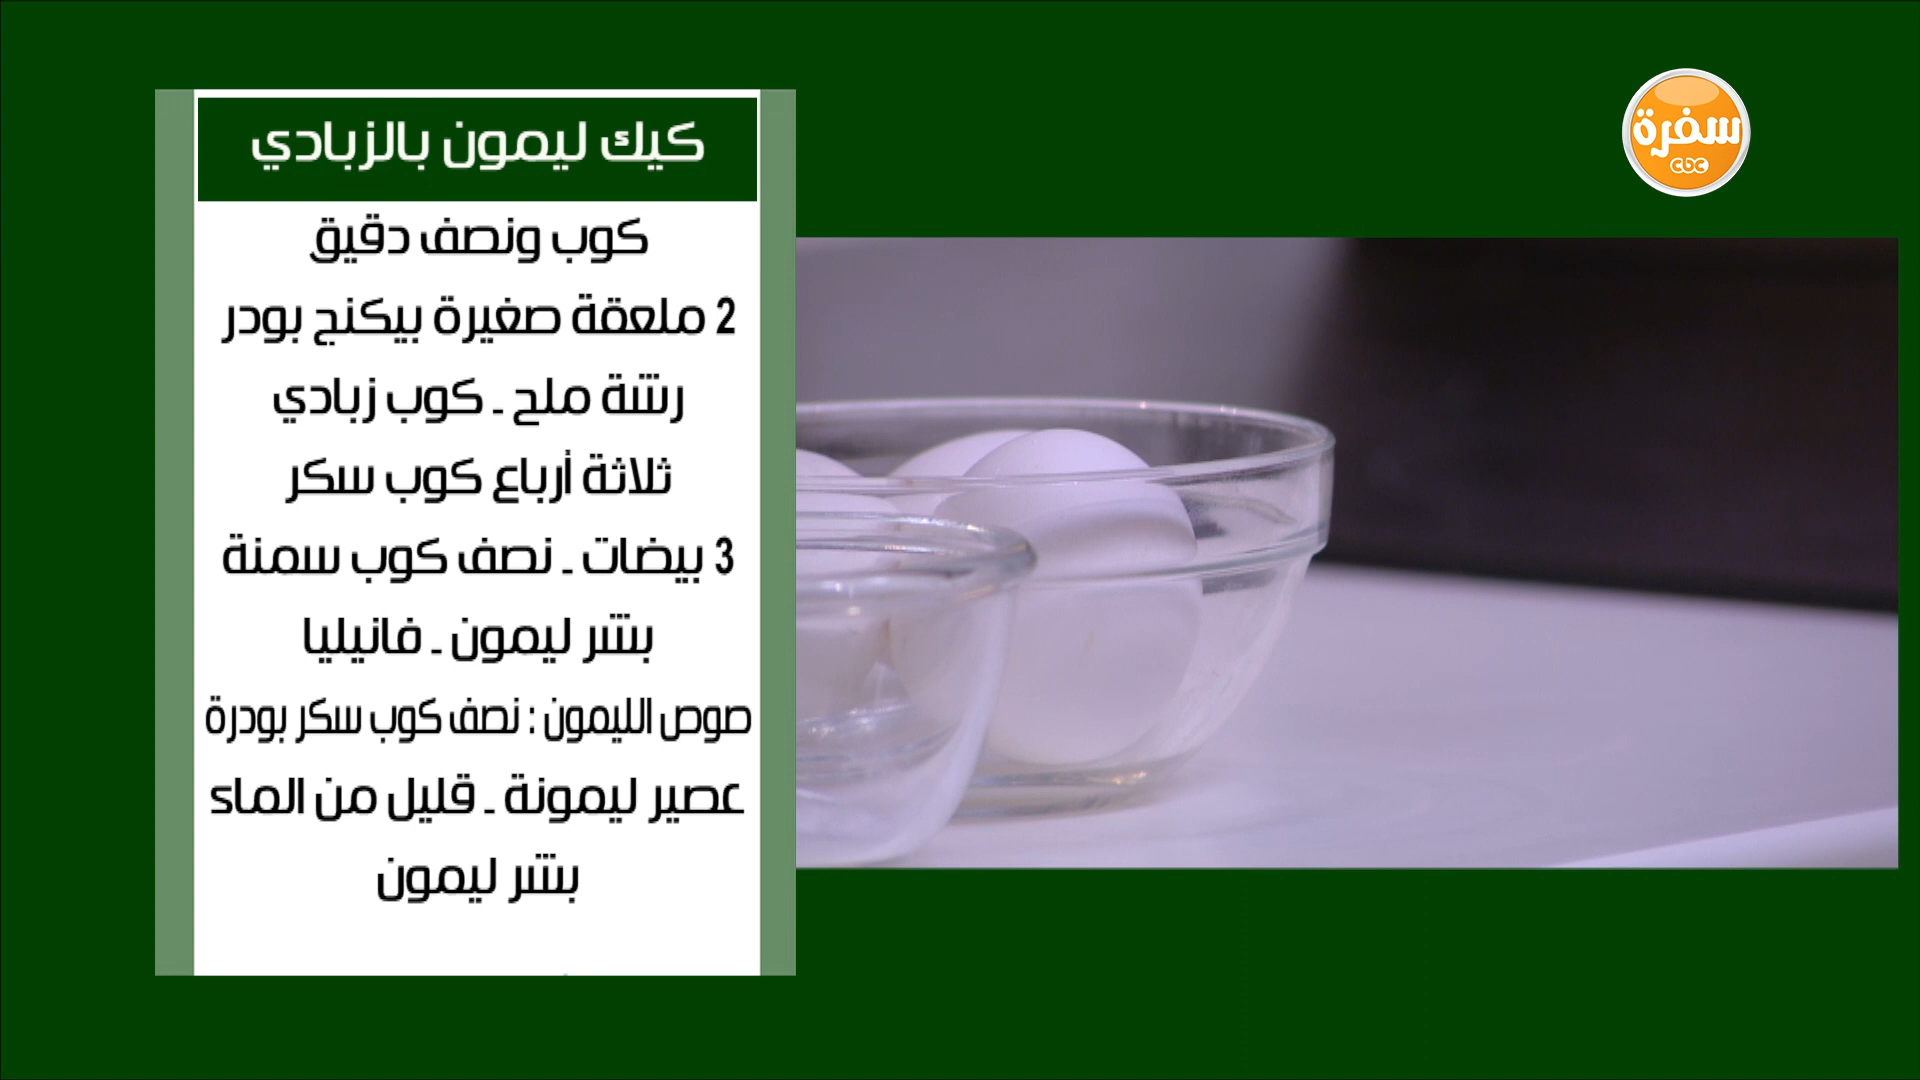 سفرة
cbc
كيك ليمون بالزبادي
كوب ونصف دقيق
2 ملعقة صغيرة بيكنج بودر
رشة ملح - كوب زبادي
ثلاثة أرباع كوب سكر
3 بيضات - نصف كوب سمنة
بشر ليمون - فانيليا
صوص الليمون : نصف كوب سكر بودرة
عصير ليمونة - قليل من الماء
بشر ليمون